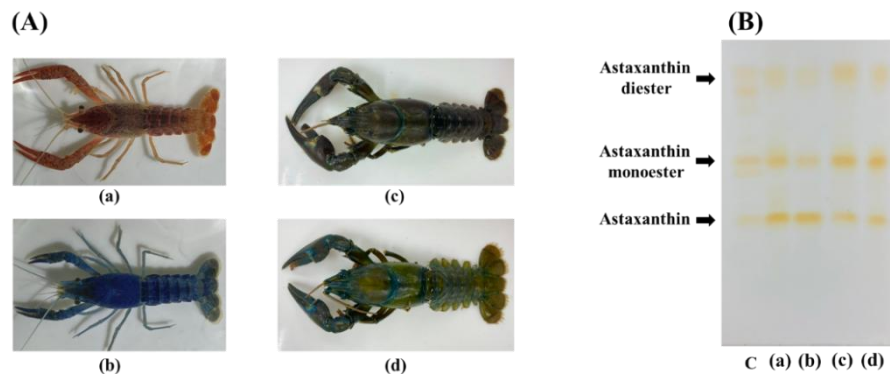 (A)
(B)
(a)
(c)
(b)
(d)
Astaxanthin
diester
Astaxanthin
monoester
Astaxanthin
C (a) (b) (c) (d)